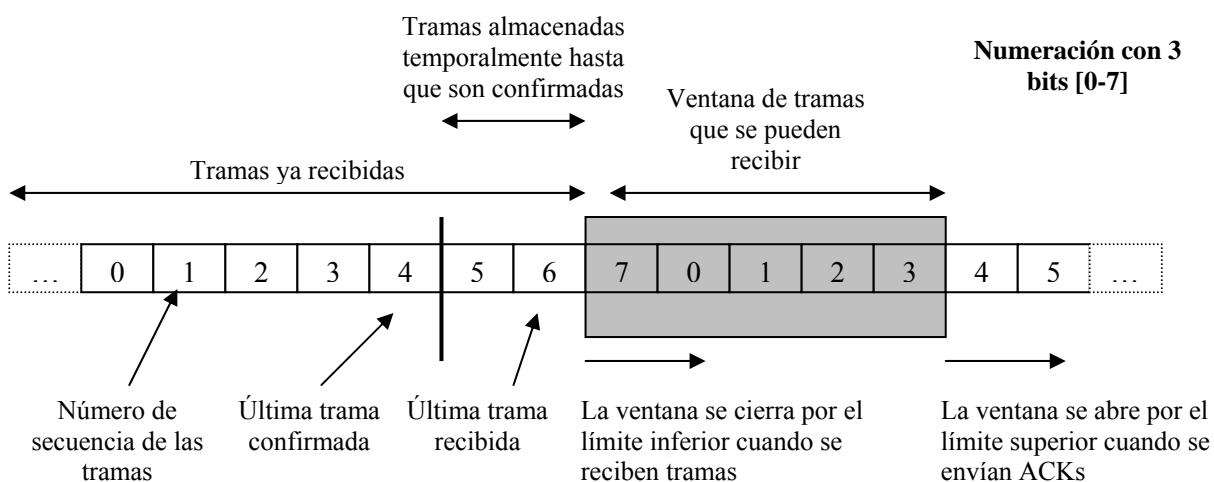 Tramas almacenadas
temporalmente hasta
que son confirmadas
Numeración con 3
bits [0-7]
Ventana de tramas
que se pueden
recibir
Tramas ya recibidas
… 0 1 2 3 4 5 6 7 0 1 2 3 4 5 …
Número de
secuencia de las
tramas
Última trama
confirmada
Última trama
recibida
La ventana se cierra por el
límite inferior cuando se
reciben tramas
La ventana se abre por el
límite superior cuando se
envían ACKs